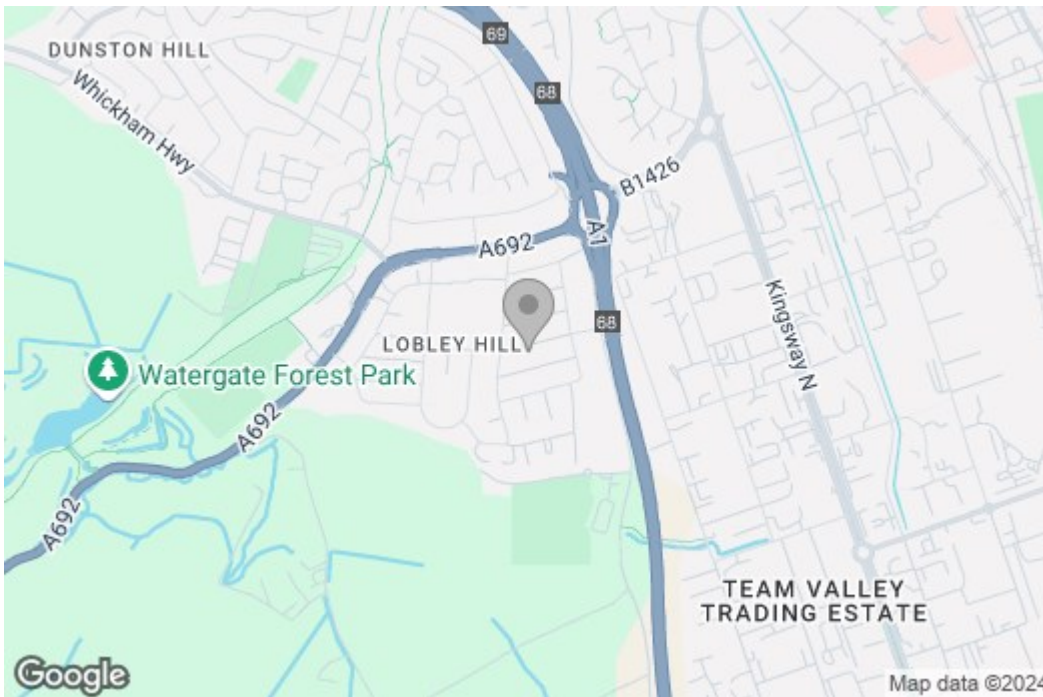 69
DUNSTON HILL
Whickham Hwy
68
B1426
A692
A1
Kingsway N
68
LOBLEY HILL
Watergate Forest Park
A692
A692
TEAM VALLEY
TRADING ESTATE
Google
Map data ©2024